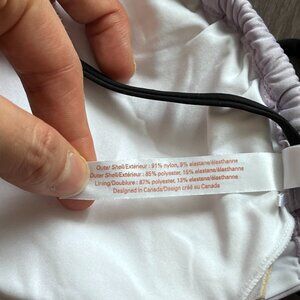 Outer Shell/Extérieur : 91% nylon, 9% elastane/élasthanne
Outer Shell/Extérieur : 85% polyester, 15% elastane/élasthanne
Lining/Doublure : 87% polyester, 13% elastane/élasthanne
Designed in Canada/Design créé au Canada